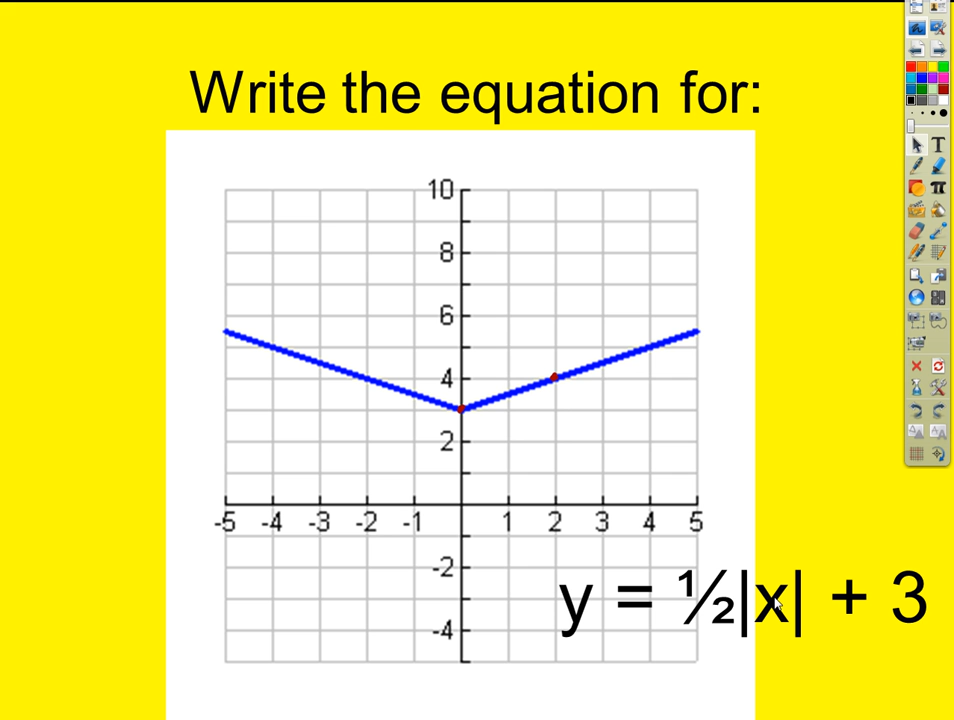 Write the equation for:
10
8
6
4
2
-5 -4 -3 -2 -1 1 2 3 4 5
-2
-4
y = ½|x| + 3
T
π